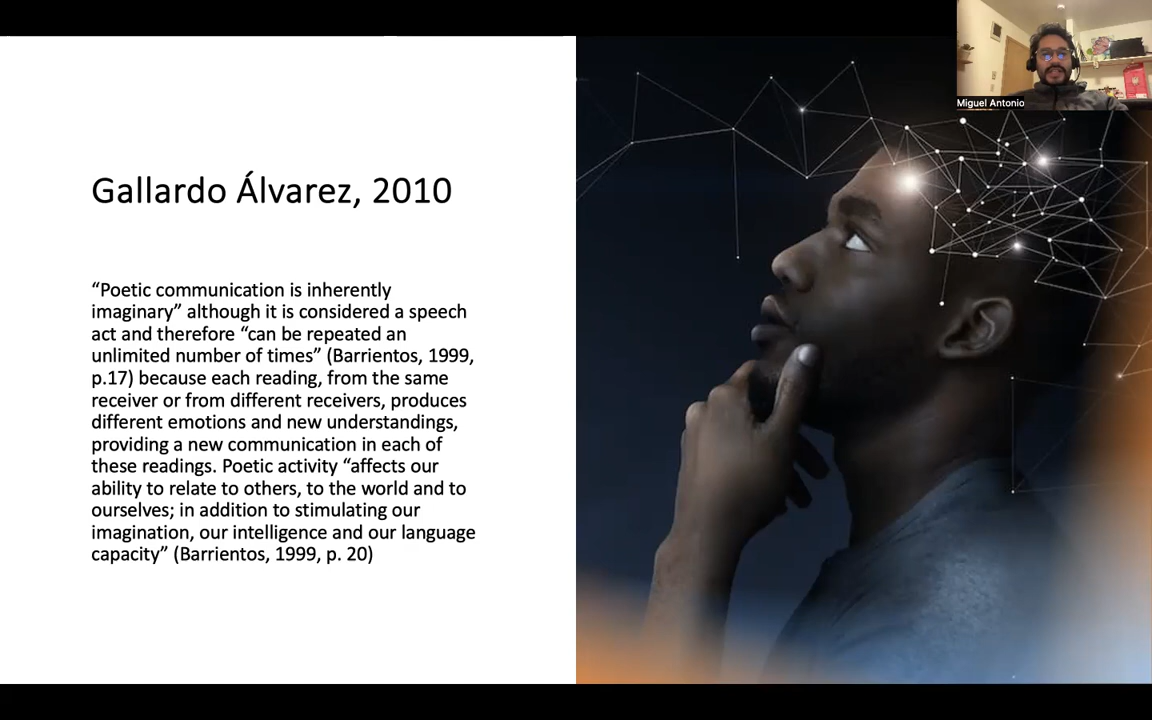 Miguel Antonio
Gallardo Álvarez, 2010
“Poetic communication is inherently
imaginary” although it is considered a speech
act and therefore “can be repeated an
unlimited number of times” (Barrientos, 1999,
p.17) because each reading, from the same
receiver or from different receivers, produces
different emotions and new understandings,
providing a new communication in each of
these readings. Poetic activity “affects our
ability to relate to others, to the world and to
ourselves; in addition to stimulating our
imagination, our intelligence and our language
capacity” (Barrientos, 1999, p. 20)